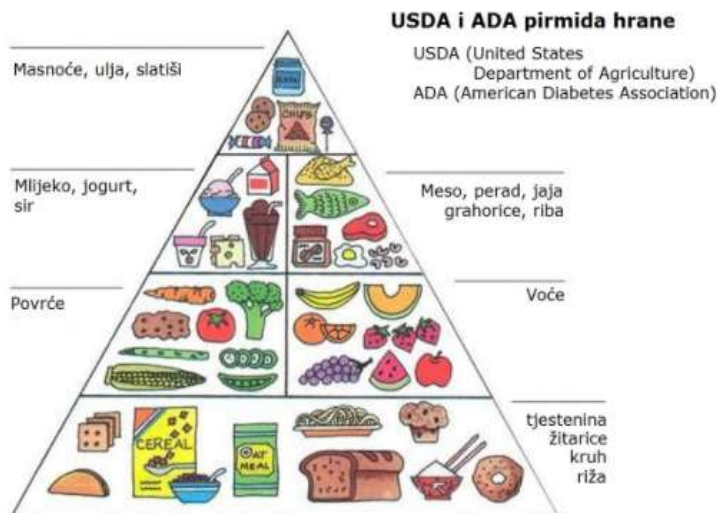 USDA i ADA pirmida hrane
USDA (United States
Department of Agriculture)
ADA (American Diabetes Association)
Masnoće, ulja, slatiši
CHIPS
Mlijeko, jogurt,
sir
Meso, perad, jaja
grahorice, riba
Povrće
Voće
CEREAL
OAT
MEAL
tjestenina
žitarice
kruh
riža